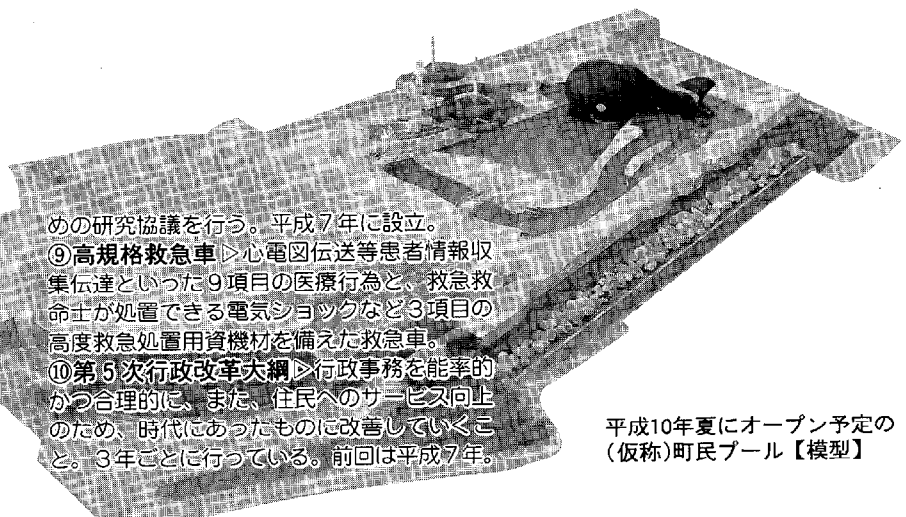 めの研究協議を行う。平成７年に設立。
⑨高規格救急車▷心電図伝送等患者情報収
集伝達といった９項目の医療行為と、救急救
命士が処置できる電気ショックなど３項目の
高度救急処置用資機材を備えた救急車。
⑩第５次行政改革大綱▷行政事務を能率的
かつ合理的に、また、住民へのサービス向上
のため、時代にあったものに改善していくこ
と。３年ごとに行っている。前回は平成７年。
平成10年夏にオープン予定の
(仮称)町民プール【模型】